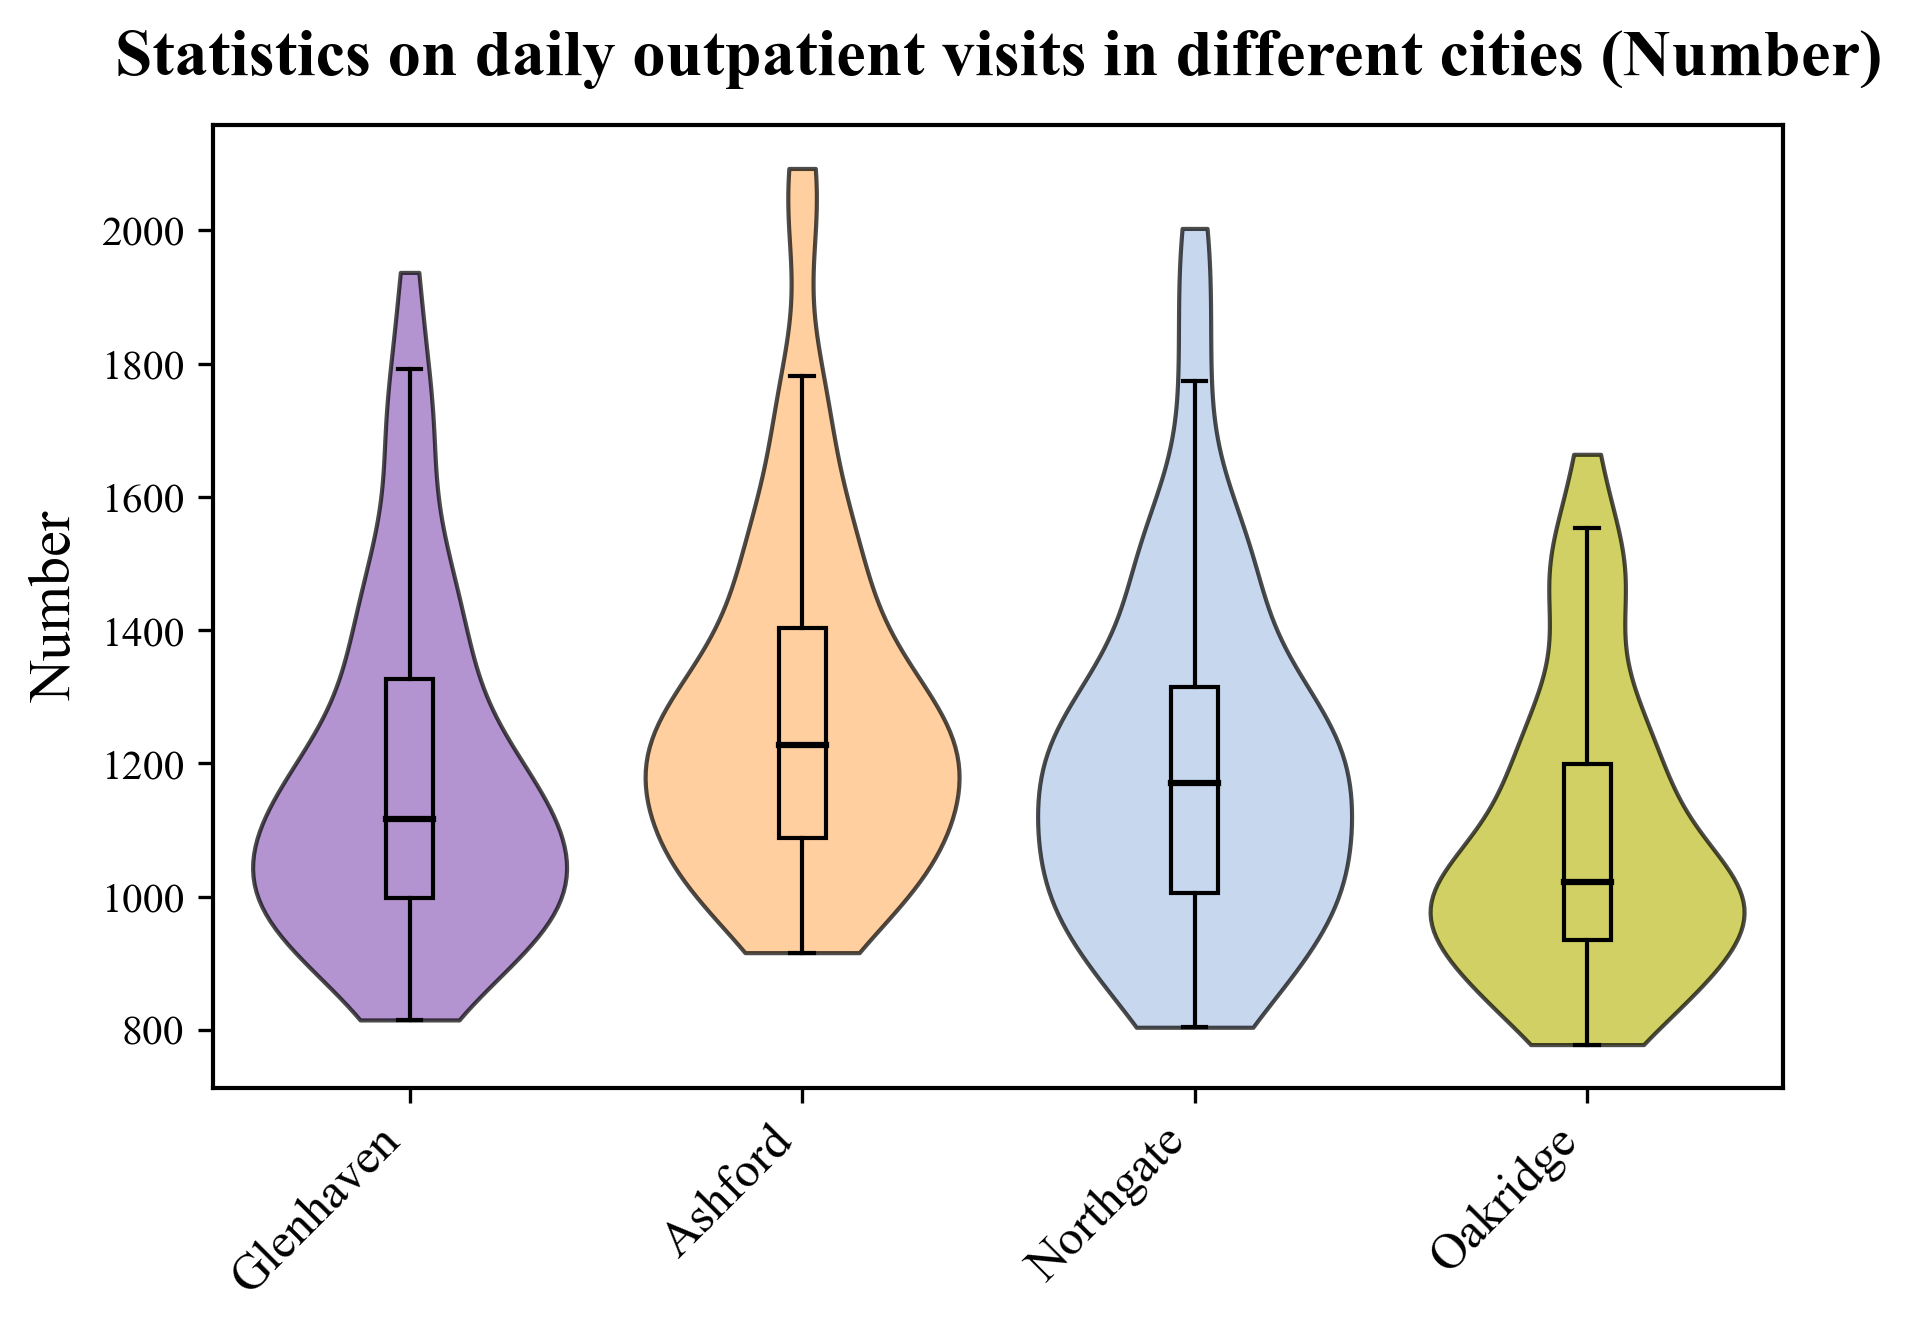 Statistics on daily outpatient visits in different cities (Number)
Number
2000
1800
1600
1400
1200
1000
800
Glenhaven
Ashford
Northgate
Oakridge